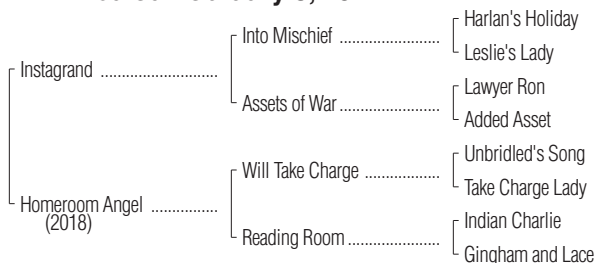 Harlan's Holiday
Into Mischief ......................
Leslie's Lady
Instagrand ..........................
Lawyer Ron
Assets of War ......................
Added Asset
Unbridled's Song
Will Take Charge .................
Take Charge Lady
Homeroom Angel ...............
(2018)
Indian Charlie
Reading Room .....................
Gingham and Lace